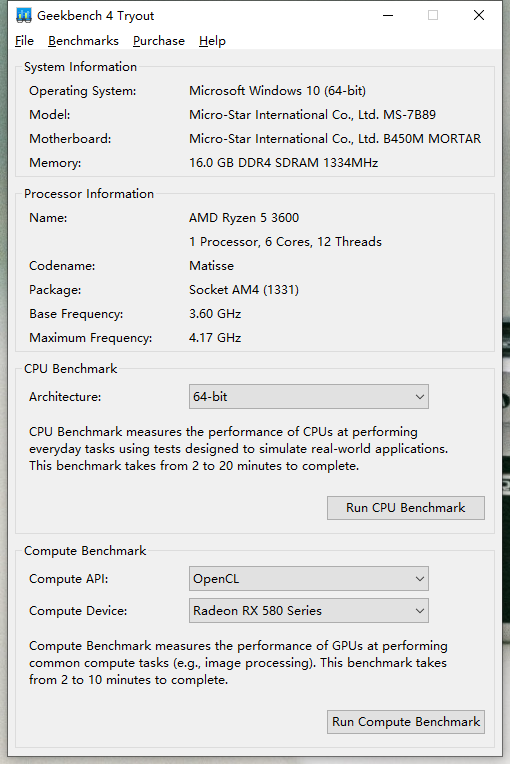 Geekbench 4 Tryout
File Benchmarks Purchase Help
System Information
Operating System: Microsoft Windows 10 (64-bit)
Model: Micro-Star International Co., Ltd. MS-7B89
Motherboard: Micro-Star International Co., Ltd. B450M MORTAR
Memory: 16.0 GB DDR4 SDRAM 1334MHz
Processor Information
Name: AMD Ryzen 5 3600
1 Processor, 6 Cores, 12 Threads
Codename: Matisse
Package: Socket AM4 (1331)
Base Frequency: 3.60 GHz
Maximum Frequency: 4.17 GHz
CPU Benchmark
Architecture: 64-bit
CPU Benchmark measures the performance of CPUs at performing
everyday tasks using tests designed to simulate real-world applications.
This benchmark takes from 2 to 20 minutes to complete.
Run CPU Benchmark
Compute Benchmark
Compute API: OpenCL
Compute Device: Radeon RX 580 Series
Compute Benchmark measures the performance of GPUs at performing
common compute tasks (e.g., image processing). This benchmark takes
from 2 to 10 minutes to complete.
Run Compute Benchmark